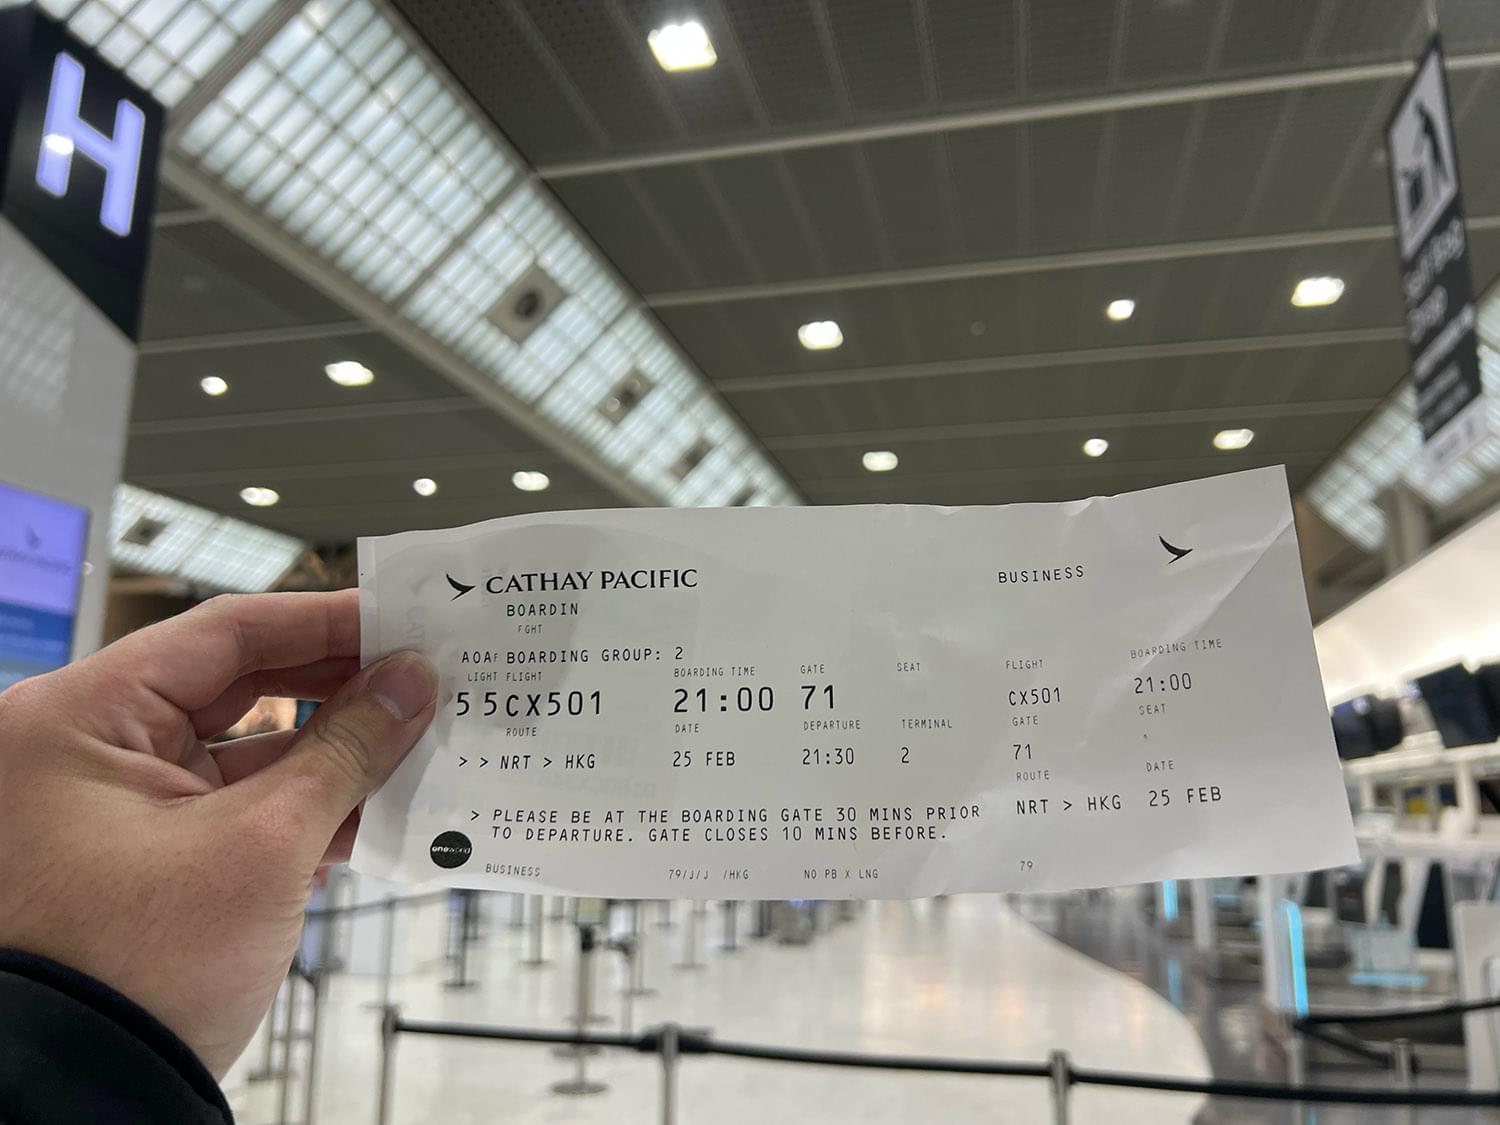 H
CATHAY PACIFIC
BUSINESS
BOARDIN
FGHT
AOAF BOARDING GROUP: 2
LIGHT FLIGHT BOARDING TIME GATE SEAT FLIGHT BOARDING TIME
5 5CX501 21:00 71 CX501 21:00
ROUTE DATE DEPARTURE TERMINAL GATE SEAT
> > NRT > HKG 25 FEB 21:30 2 71
ROUTE DATE
> PLEASE BE AT THE BOARDING GATE 30 MINS PRIOR NRT > HKG 25 FEB
TO DEPARTURE. GATE CLOSES 10 MINS BEFORE.
oneworld
BUSINESS 79/J/J /HKG NO PB X LNG 79